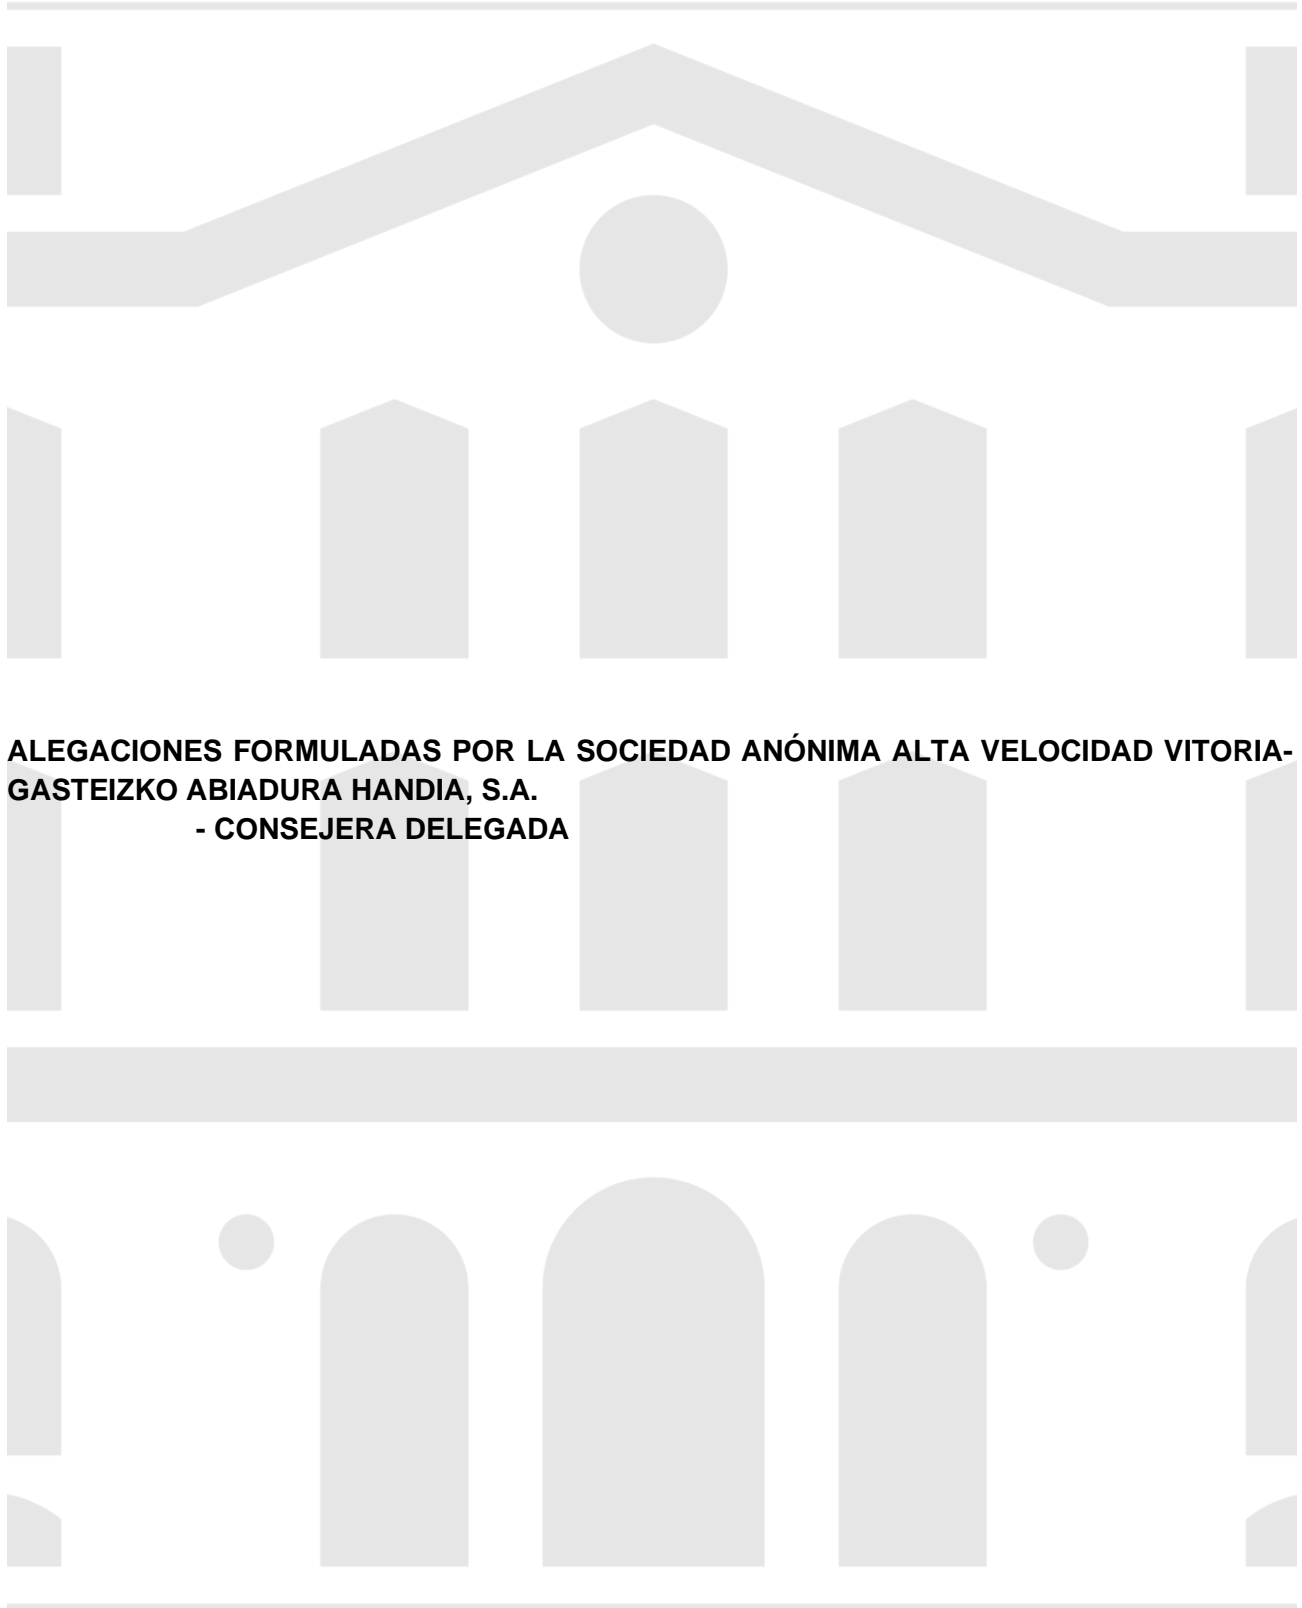 ALEGACIONES FORMULADAS POR LA SOCIEDAD ANÓNIMA ALTA VELOCIDAD VITORIA-
GASTEIZKO ABIADURA HANDIA, S.A.
- CONSEJERA DELEGADA